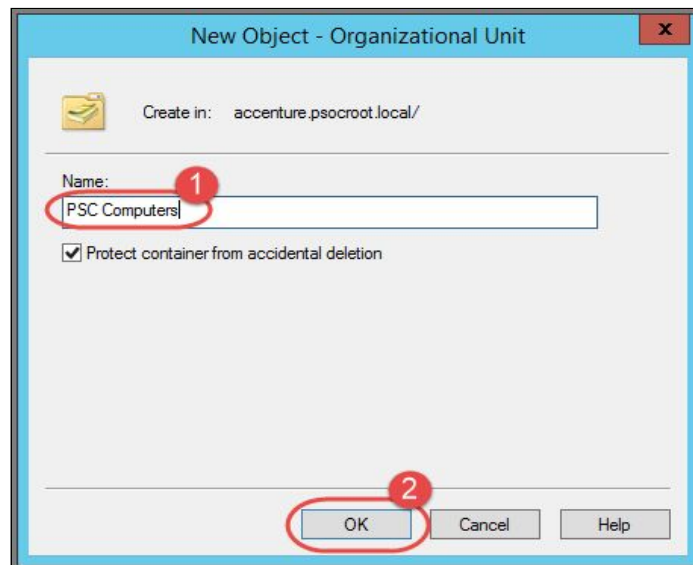 New Object - Organizational Unit
x
Create in: accenture.psocroot.local/
Name:
1
PSC Computers
Protect container from accidental deletion
2
OK Cancel Help